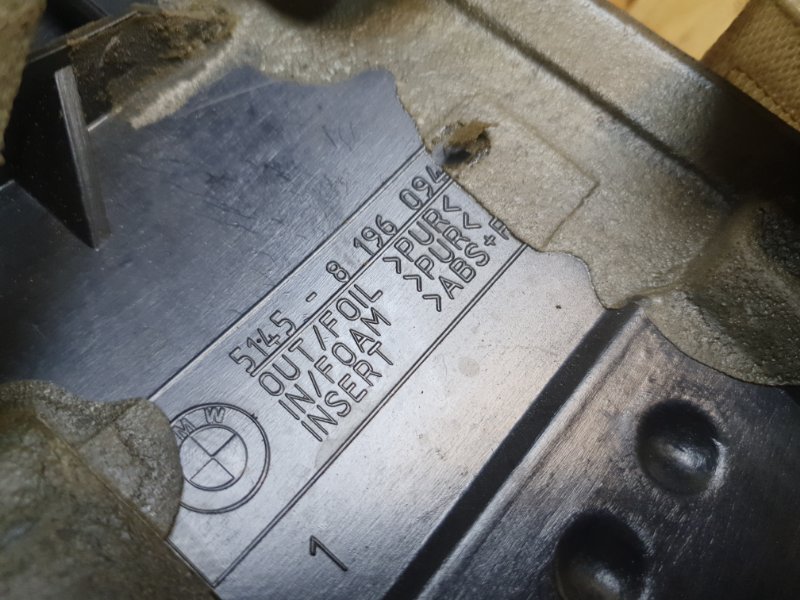 51.45 - 8 196 094
OUT/FOIL >PUR<
IN/FOAM >PUR<
INSERT >ABS+P
BMW
1